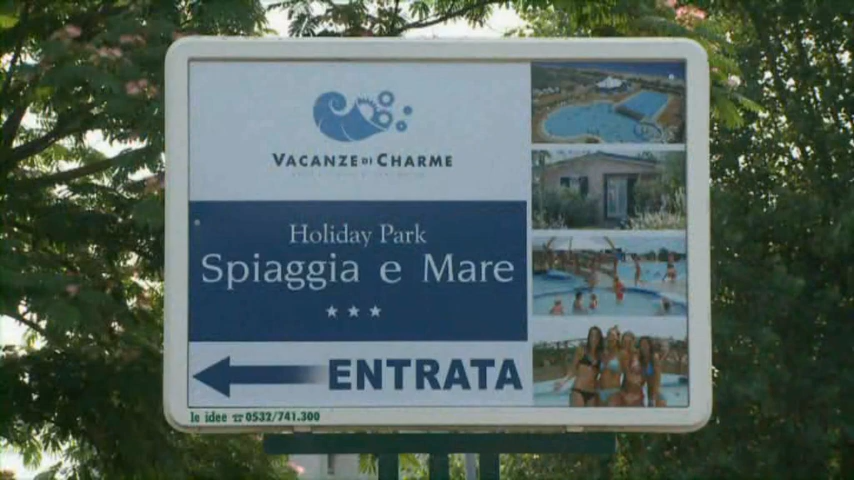 VACANZE DI CHARME
Holiday Park
Spiaggia e Mare
ENTRATA
le idee ☎ 0532/741.300